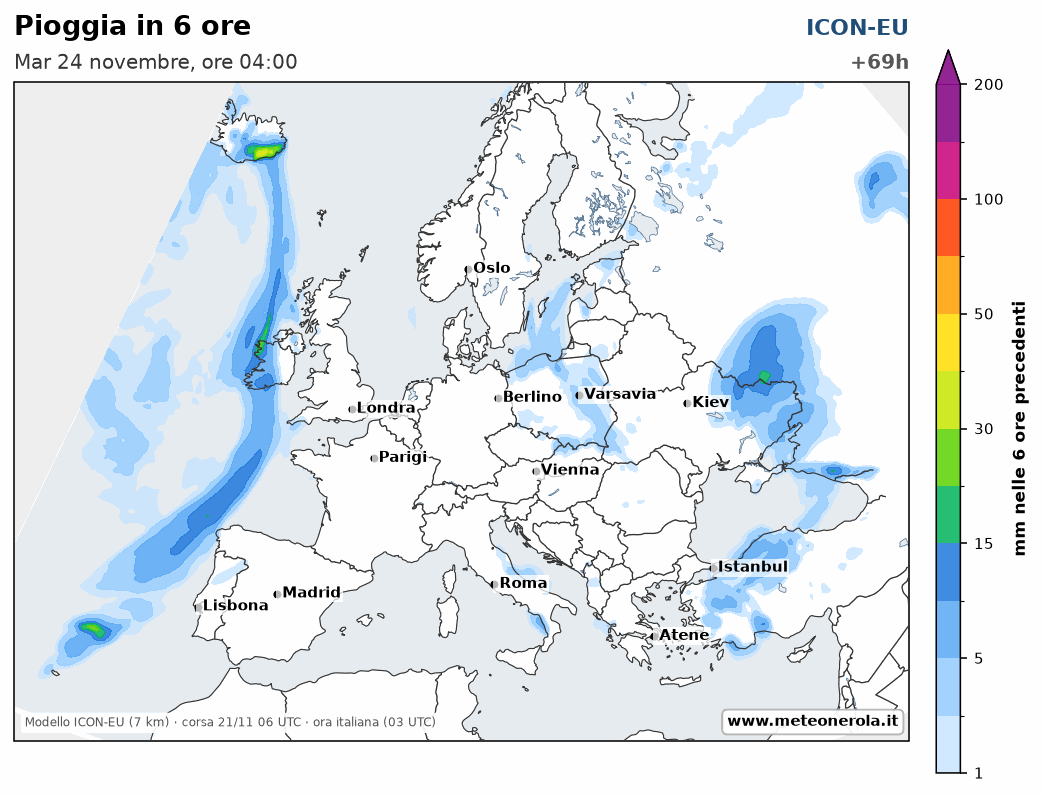 Pioggia in 6 ore
ICON-EU
Mar 24 novembre, ore 04:00
+69h
200
100
50
30
15
5
1
mm nelle 6 ore precedenti
Oslo
Berlino
Varsavia
Kiev
Londra
Parigi
Vienna
Istanbul
Roma
Madrid
Lisbona
Atene
Modello ICON-EU (7 km) · corsa 21/11 06 UTC · ora italiana (03 UTC)
www.meteonerola.it